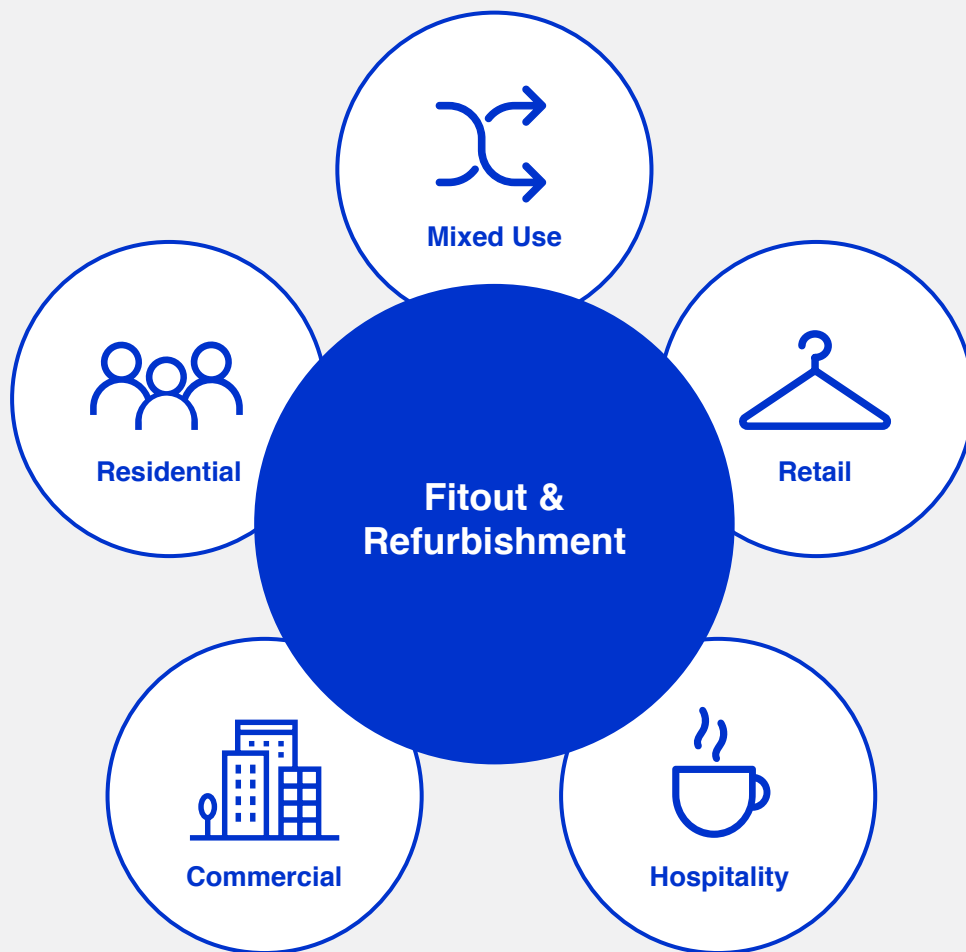 Mixed Use
Residential
Retail
Fitout &
Refurbishment
Commercial
Hospitality